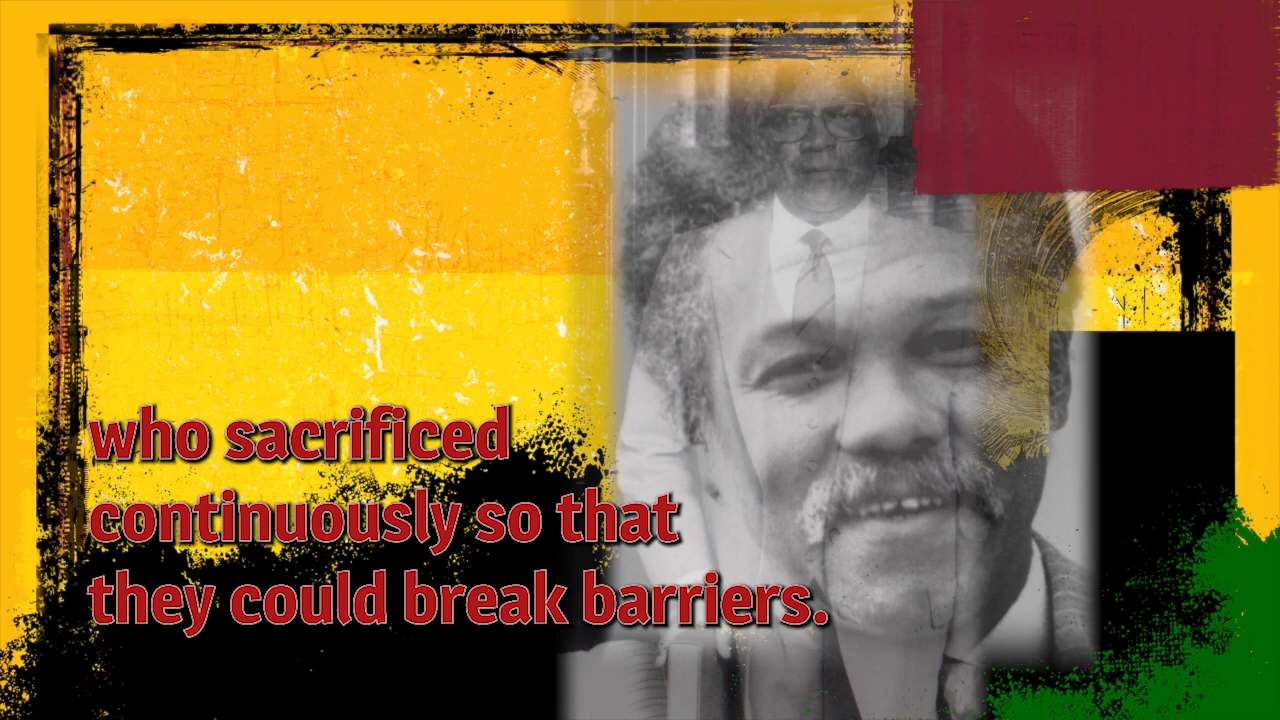 who sacrificed
continuously so that
they could break barriers.